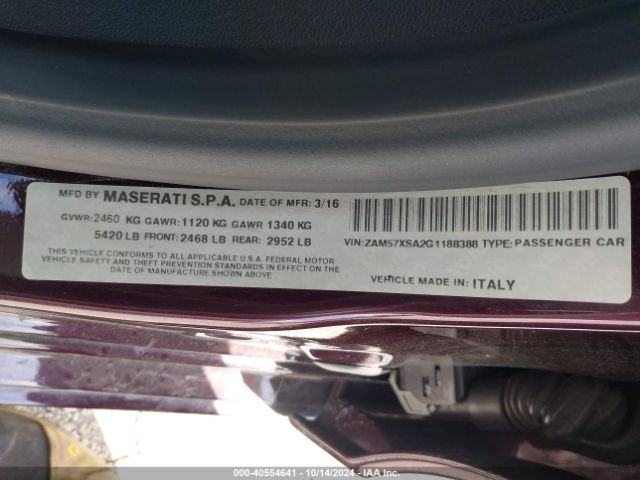 MFD BY MASERATI S.P.A. DATE OF MFR: 3/16
GVWR:2460 KG GAWR:1120 KG GAWR 1340 KG
5420 LB FRONT:2468 LB REAR: 2952 LB
THIS VEHICLE CONFORMS TO ALL APPLICABLE U.S.A. FEDERAL MOTOR
VEHICLE SAFETY AND THEFT PREVENTION STANDARDS IN EFFECT ON THE
DATE OF MANUFACTURE SHOWN ABOVE
VIN:ZAM57XSA2G1188388 TYPE:PASSENGER CAR
VEHICLE MADE IN: ITALY
000-40554641 | 10/14/2024 | IAA Inc.